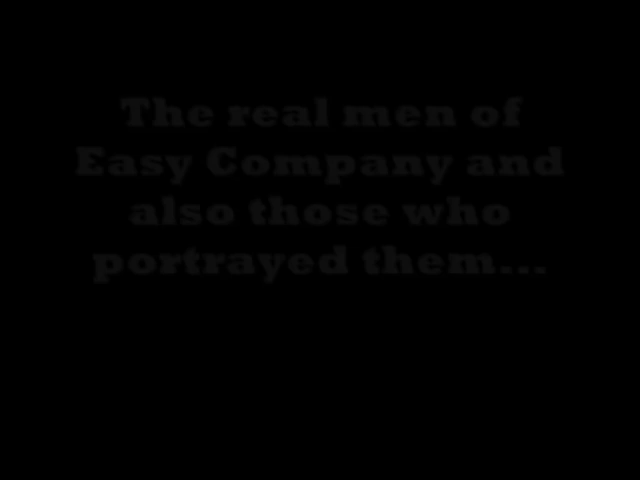 The real men of
Easy Company and
also those who
portrayed them...